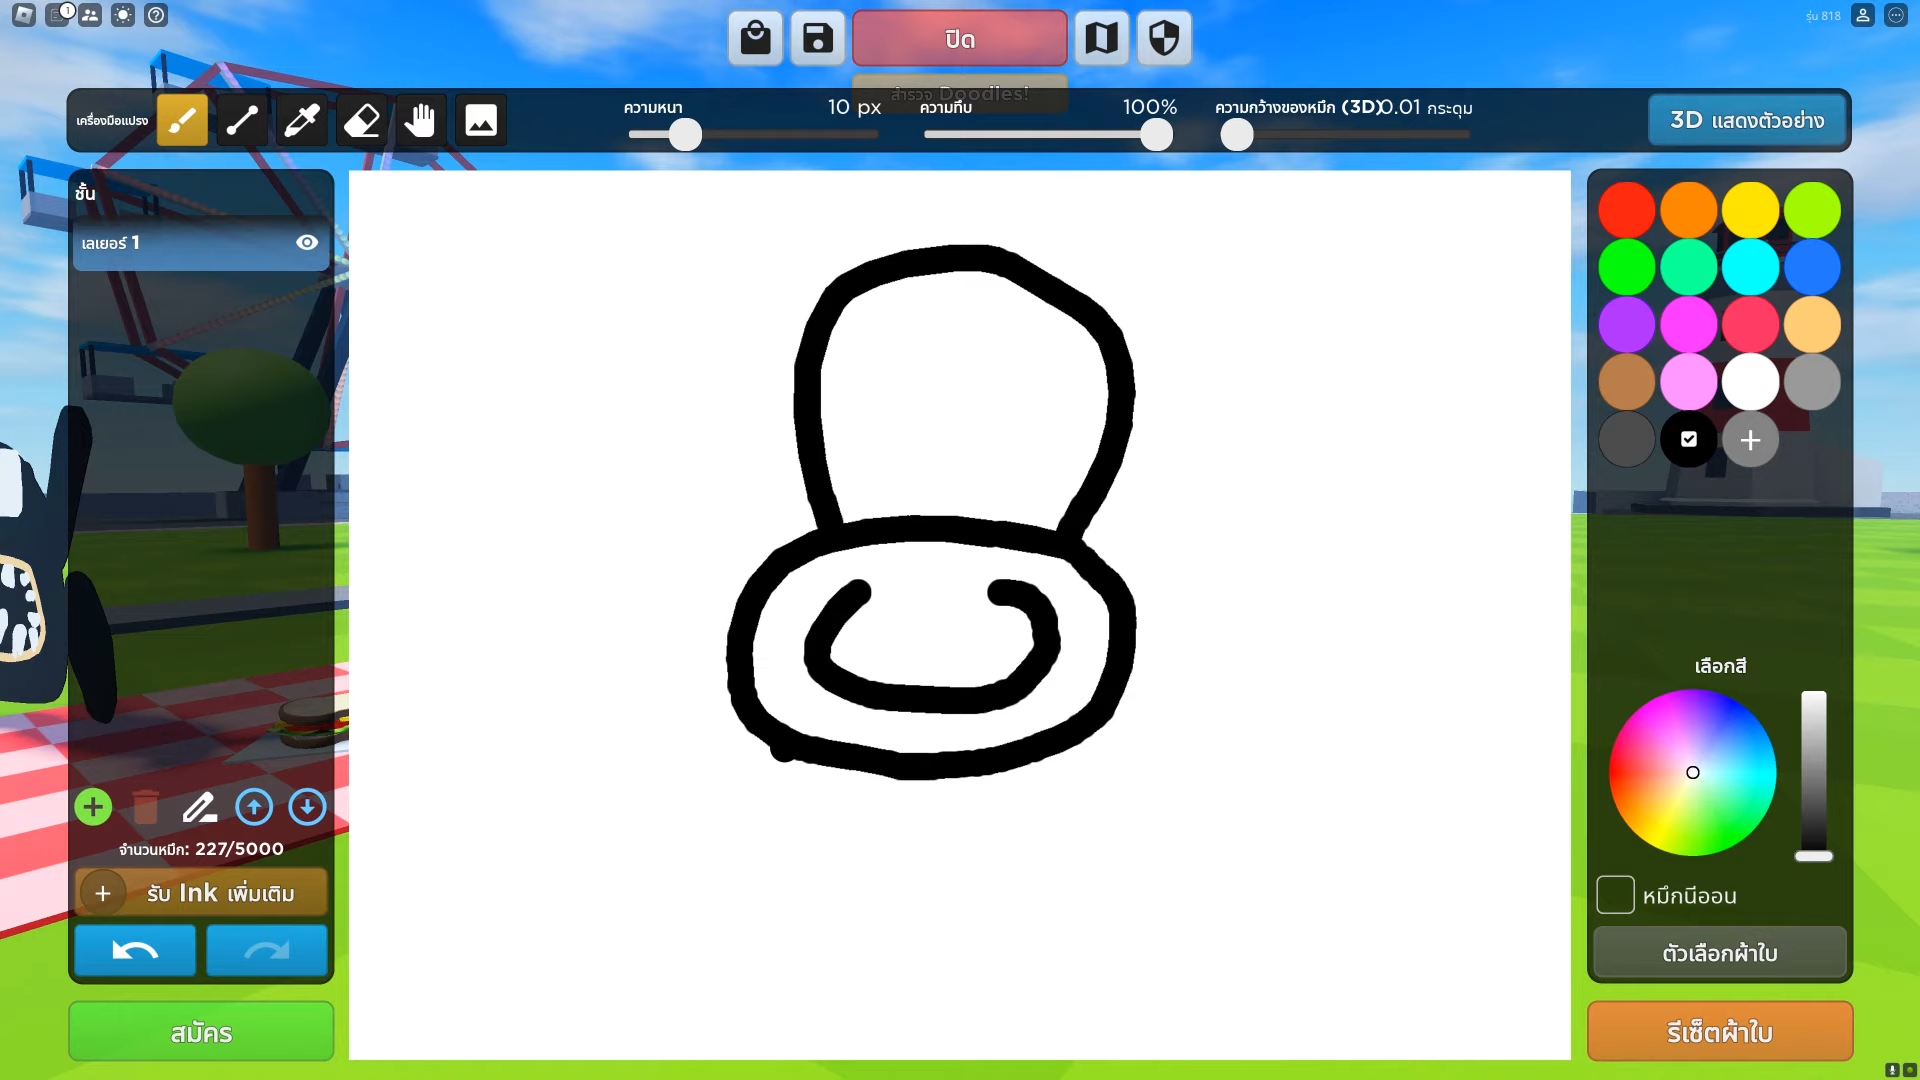 1
รุ่น 818
ปิด
สำรวจ Doodles!
เครื่องมือแปรง
ความหนา
10 px
ความทึบ
100%
ความกว้างของหมึก (3D)
0.01 กระดุม
3D แสดงตัวอย่าง
ชั้น
เลเยอร์ 1
เลือกสี
จำนวนหมึก: 227/5000
รับ Ink เพิ่มเติม
หมึกนีออน
ตัวเลือกผ้าใบ
สมัคร
รีเซ็ตผ้าใบ